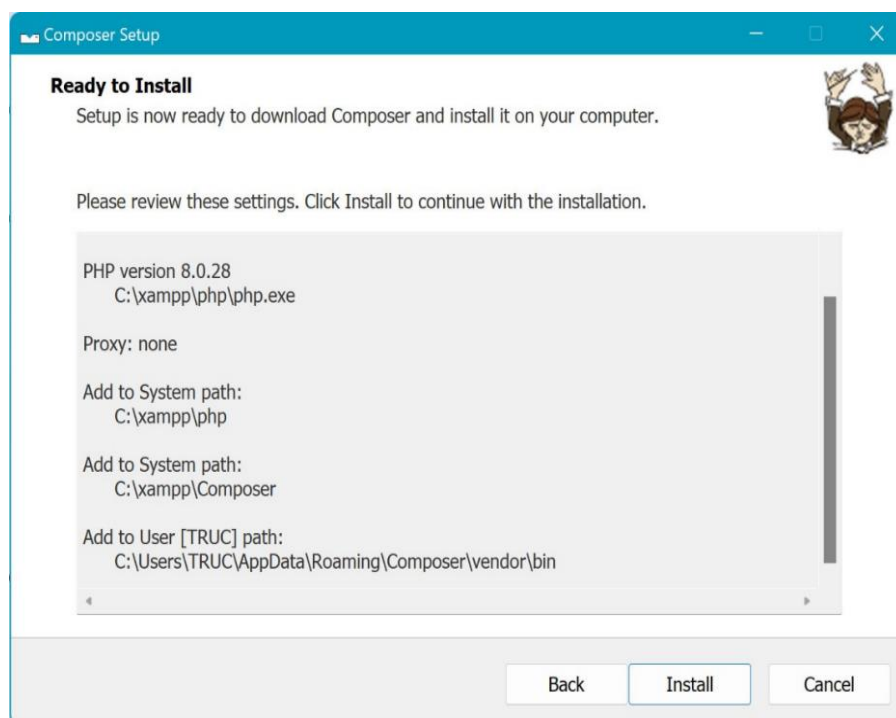 Composer Setup
Ready to Install
Setup is now ready to download Composer and install it on your computer.
Please review these settings. Click Install to continue with the installation.
PHP version 8.0.28
C:\xampp\php\php.exe
Proxy: none
Add to System path:
C:\xampp\php
Add to System path:
C:\xampp\Composer
Add to User [TRUC] path:
C:\Users\TRUC\AppData\Roaming\Composer\vendor\bin
Back Install Cancel